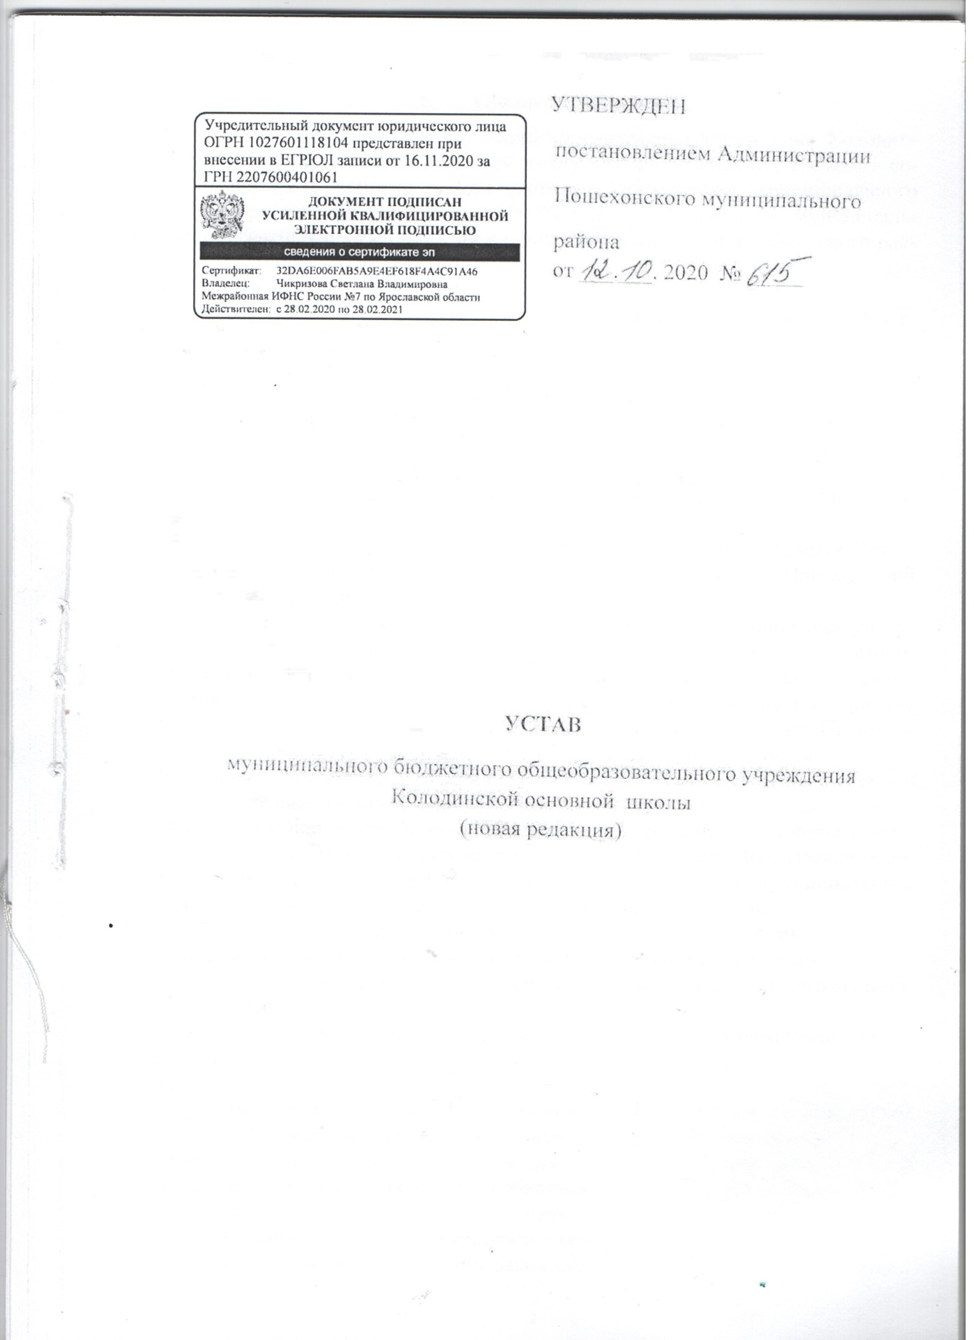 УТВЕРЖДЕН
постановлением Администрации
Пошехонского муниципального
района
от 12.10.2020 № 615
Учредительный документ юридического лица
ОГРН 1027601118104 представлен при
внесении в ЕГРЮЛ записи от 16.11.2020 за
ГРН 2207600401061
ДОКУМЕНТ ПОДПИСАН
УСИЛЕННОЙ КВАЛИФИЦИРОВАННОЙ
ЭЛЕКТРОННОЙ ПОДПИСЬЮ
сведения о сертификате эп
Сертификат: 32DA6E006FAB5A9E4EF618F4A4C91A46
Владелец: Чикризова Светлана Владимировна
Межрайонная ИФНС России №7 по Ярославской области
Действителен: с 28.02.2020 по 28.02.2021
УСТАВ
муниципального бюджетного общеобразовательного учреждения
Колодинской основной школы
(новая редакция)